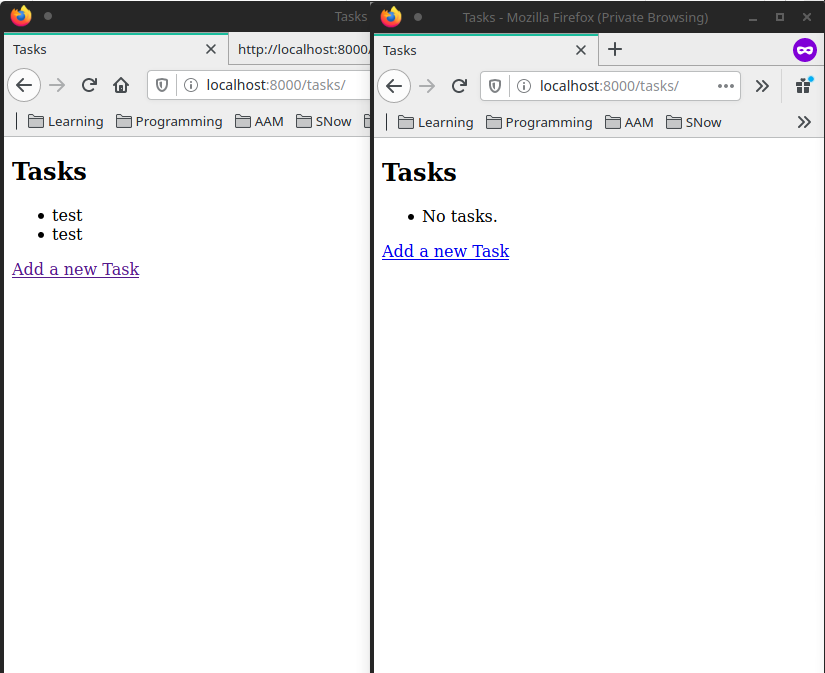 Tasks
Tasks
http://localhost:8000/
localhost:8000/tasks/
Learning Programming AAM SNow
Tasks
test
test
Add a new Task
Tasks - Mozilla Firefox (Private Browsing)
Tasks
localhost:8000/tasks/
Learning Programming AAM SNow
Tasks
No tasks.
Add a new Task